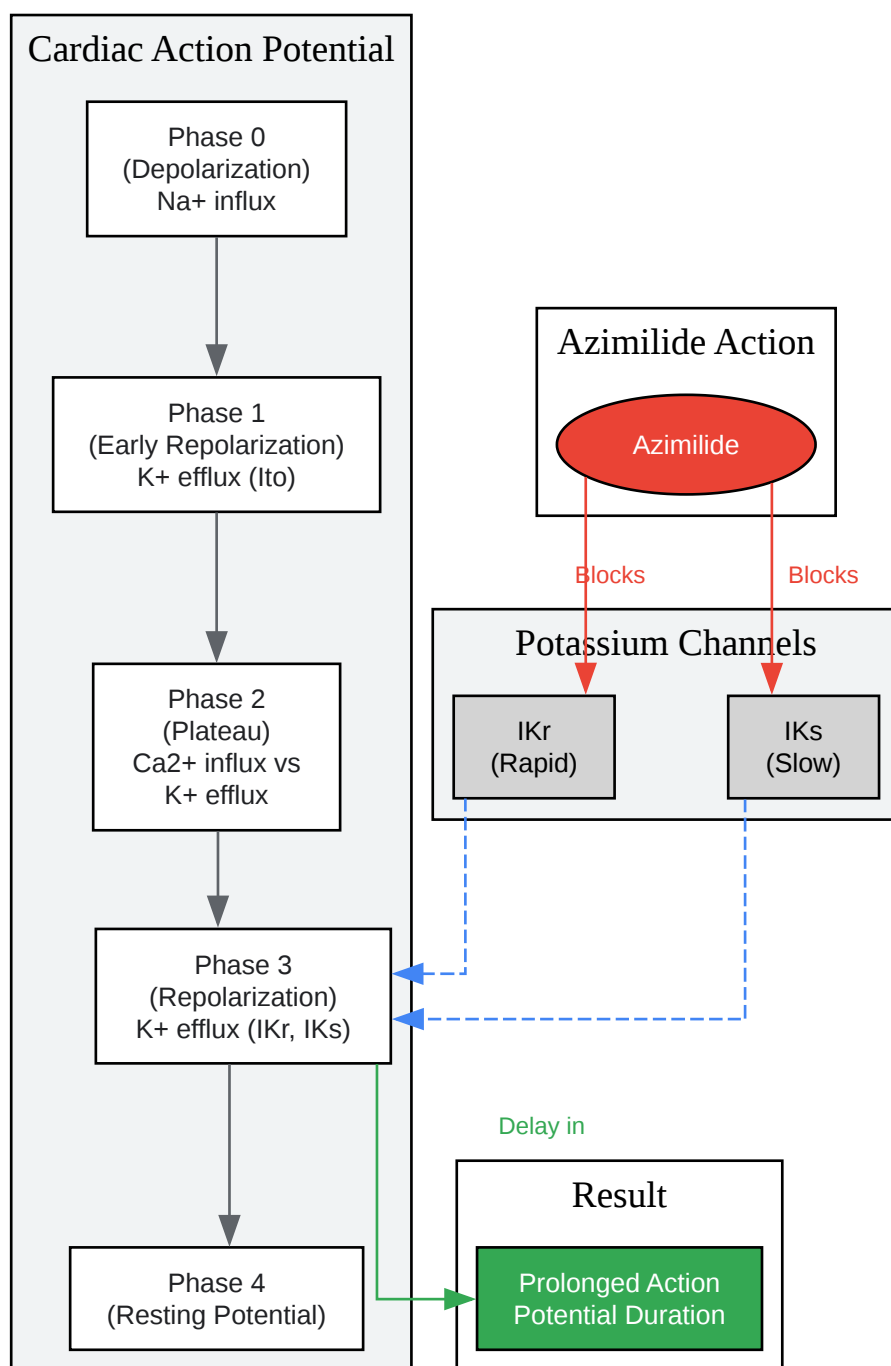 Cardiac Action Potential
Phase 0
(Depolarization)
Na+ influx
Phase 1
(Early Repolarization)
K+ efflux (Ito)
Phase 2
(Plateau)
Ca2+ influx vs
K+ efflux
Phase 3
(Repolarization)
K+ efflux (IKr, IKs)
Phase 4
(Resting Potential)
Azimilide Action
Azimilide
Blocks
Blocks
Potassium Channels
IKr
(Rapid)
IKs
(Slow)
Delay in
Result
Prolonged Action
Potential Duration